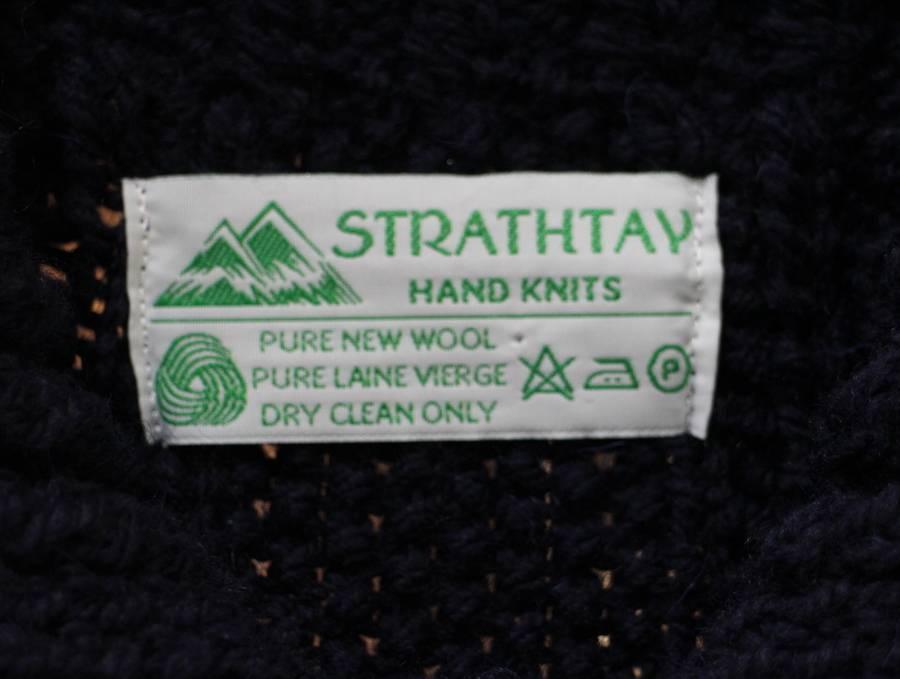 STRATHTAY
HAND KNITS
PURE NEW WOOL
PURE LAINE VIERGE
DRY CLEAN ONLY
P